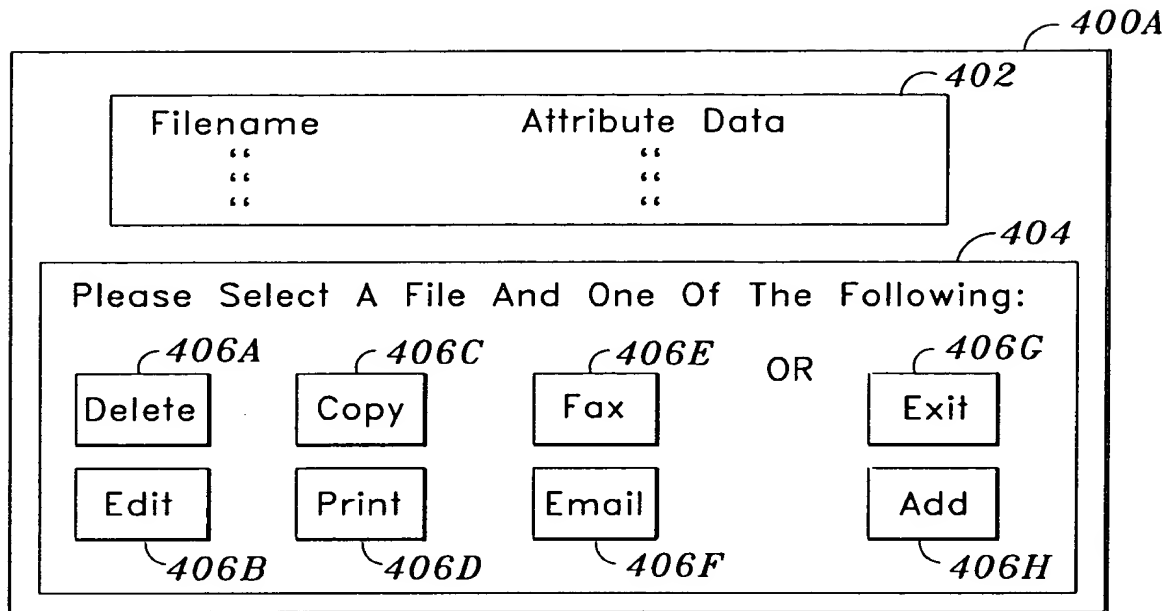 400A
402
Filename Attribute Data
“ “
“ “
“ “
404
Please Select A File And One Of The Following:
406A 406C 406E OR 406G
Delete Copy Fax Exit
Edit Print Email Add
406B 406D 406F 406H